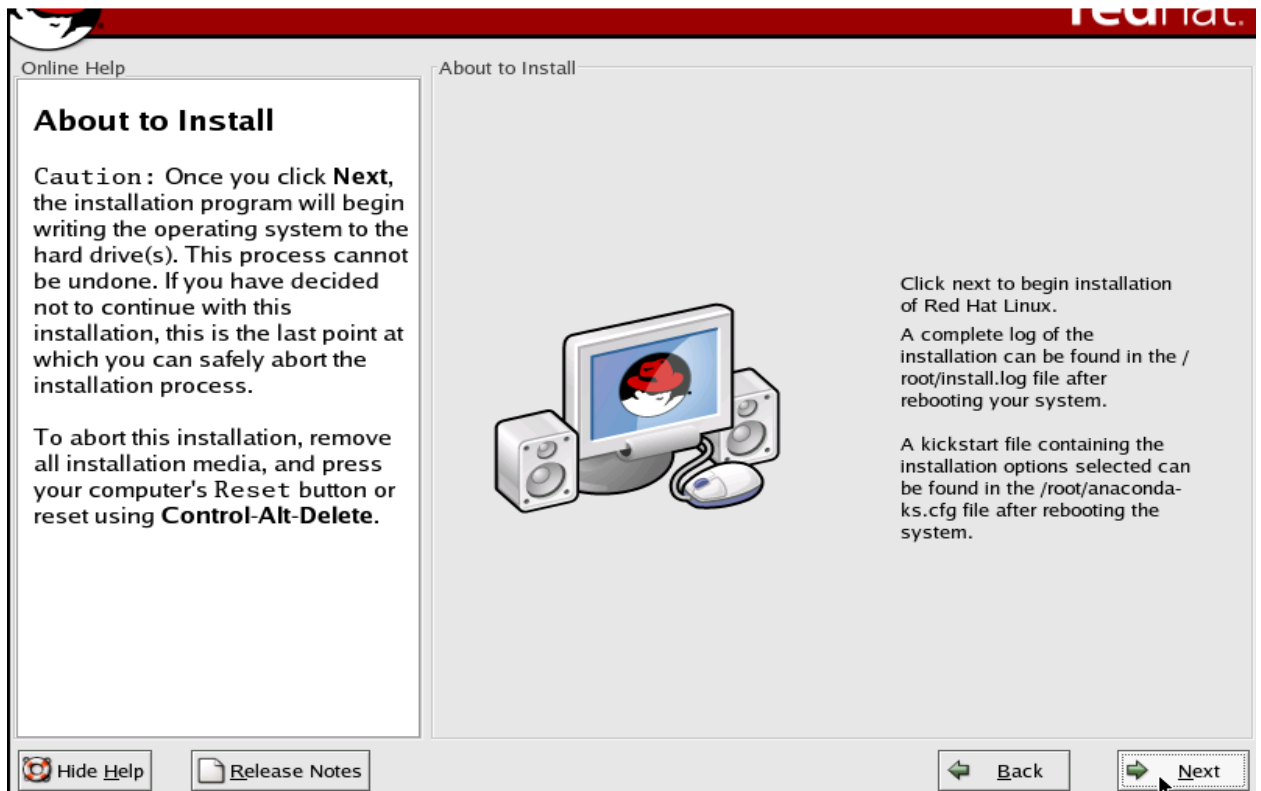 redhat.
Online Help
About to Install
Caution: Once you click Next,
the installation program will begin
writing the operating system to the
hard drive(s). This process cannot
be undone. If you have decided
not to continue with this
installation, this is the last point at
which you can safely abort the
installation process.
To abort this installation, remove
all installation media, and press
your computer's Reset button or
reset using Control-Alt-Delete.
About to Install
Click next to begin installation
of Red Hat Linux.
A complete log of the
installation can be found in the /
root/install.log file after
rebooting your system.
A kickstart file containing the
installation options selected can
be found in the /root/anaconda-
ks.cfg file after rebooting the
system.
Hide Help
Release Notes
Back
Next